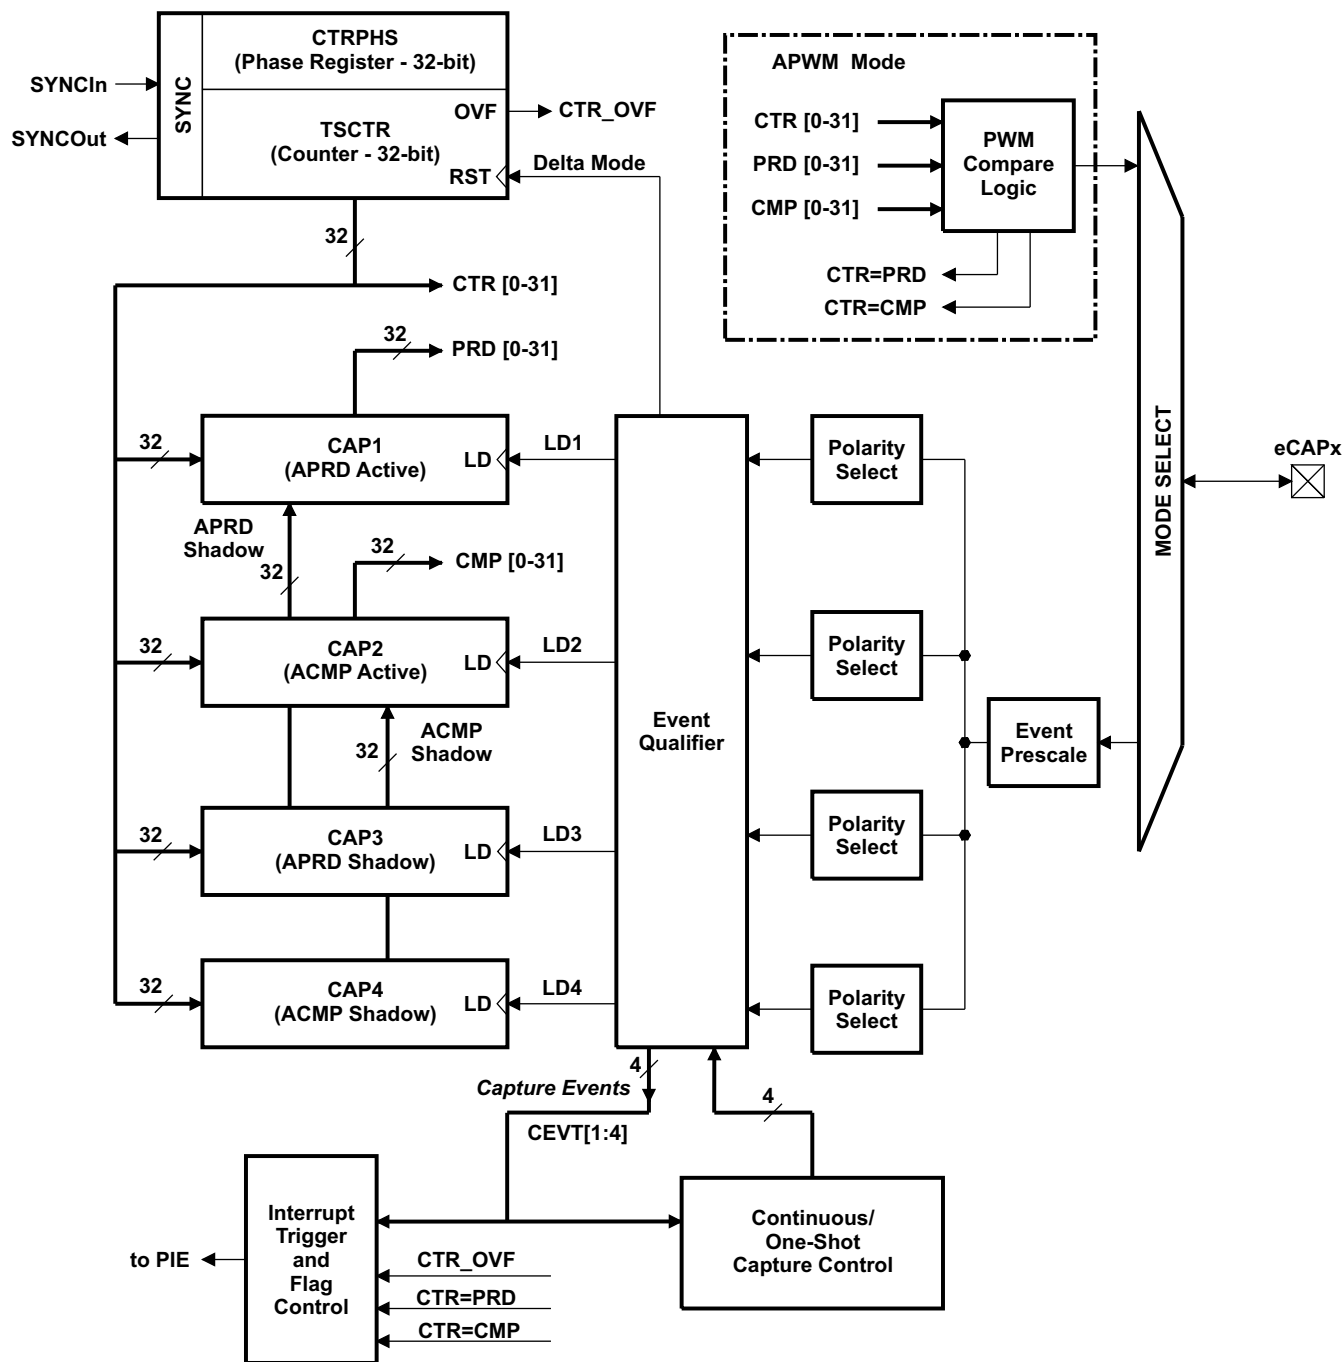 CTRPHS
(Phase Register - 32-bit)
SYNC
SYNCIn
SYNCOut
OVF
CTR_OVF
TSCTR
(Counter - 32-bit)
RST
Delta Mode
32
CTR [0-31]
32
PRD [0-31]
APWM Mode
CTR [0-31]
PRD [0-31]
CMP [0-31]
PWM
Compare
Logic
CTR=PRD
CTR=CMP
MODE SELECT
eCAPx
32
CAP1
(APRD Active)
LD
LD1
Polarity
Select
APRD
Shadow
32
32
CMP [0-31]
32
CAP2
(ACMP Active)
LD
LD2
Polarity
Select
32
ACMP
Shadow
Event
Qualifier
Event
Prescale
32
CAP3
(APRD Shadow)
LD
LD3
Polarity
Select
32
CAP4
(ACMP Shadow)
LD
LD4
Polarity
Select
4
Capture Events
CEVT[1:4]
4
Interrupt
Trigger
and
Flag
Control
to PIE
CTR_OVF
CTR=PRD
CTR=CMP
Continuous/
One-Shot
Capture Control